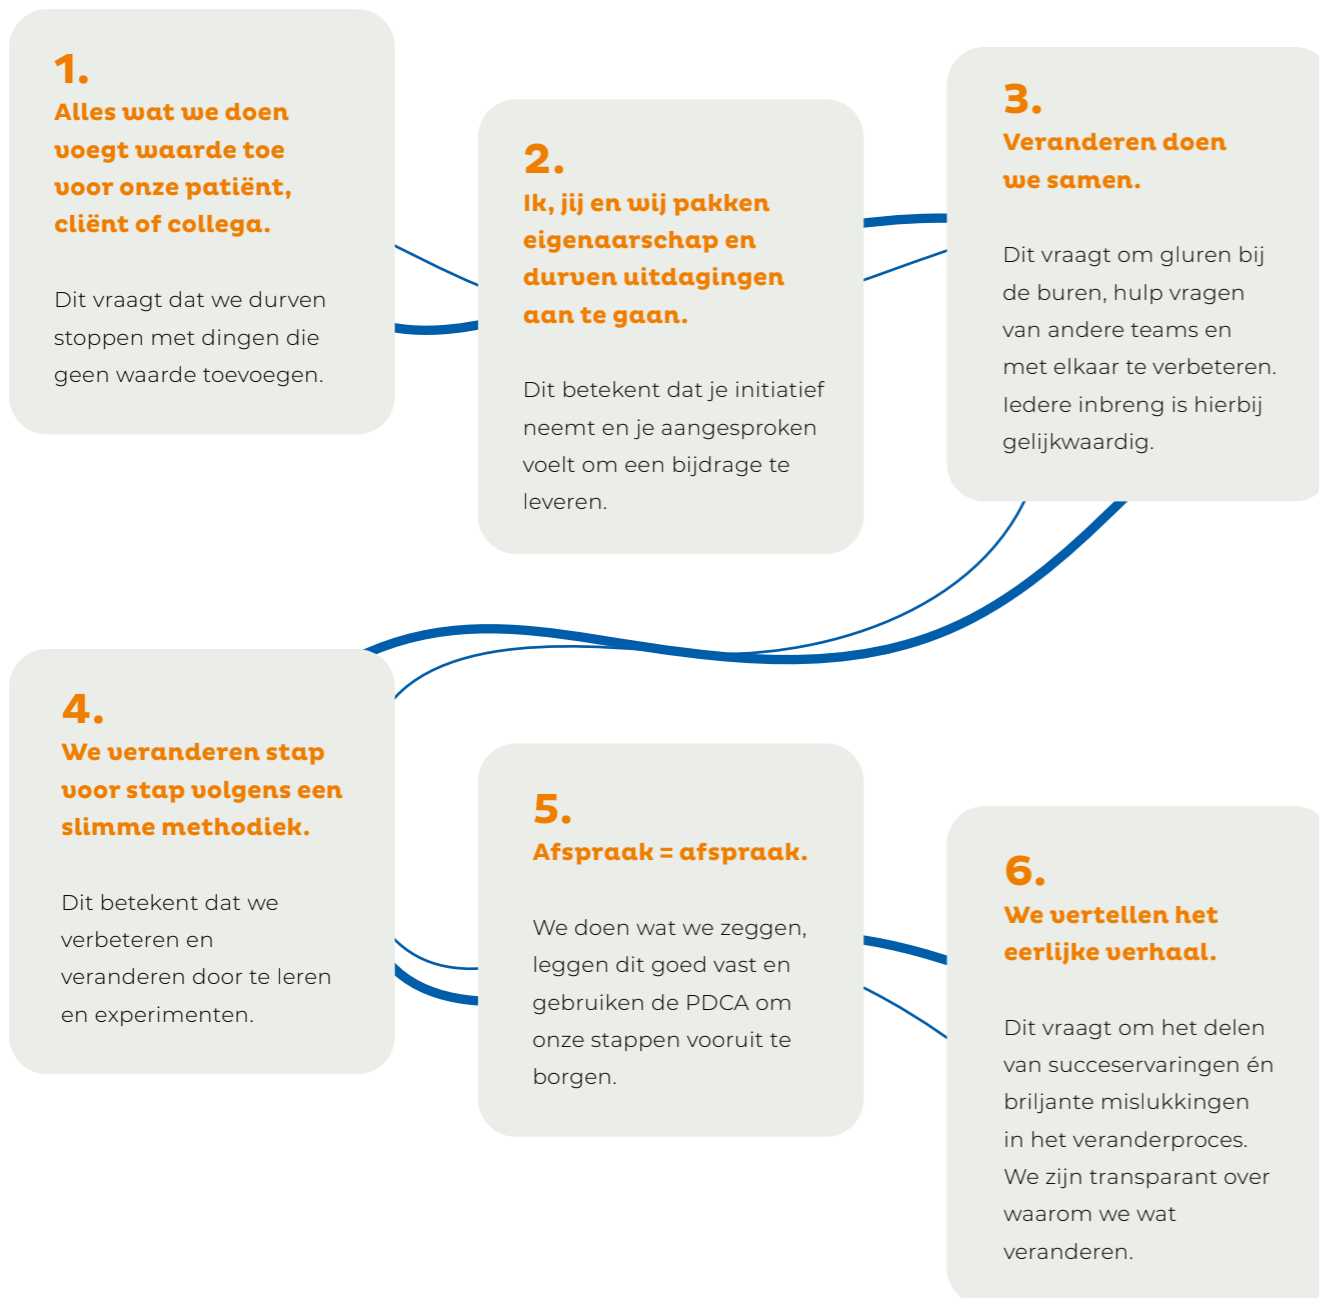 1.
Alles wat we doen
voegt waarde toe
voor onze patiënt,
cliënt of collega.
Dit vraagt dat we durven
stoppen met dingen die
geen waarde toevoegen.
2.
Ik, jij en wij pakken
eigenaarschap en
durven uitdagingen
aan te gaan.
Dit betekent dat je initiatief
neemt en je aangesproken
voelt om een bijdrage te
leveren.
3.
Veranderen doen
we samen.
Dit vraagt om gluren bij
de buren, hulp vragen
van andere teams en
met elkaar te verbeteren.
Iedere inbreng is hierbij
gelijkwaardig.
4.
We veranderen stap
voor stap volgens een
slimme methodiek.
Dit betekent dat we
verbeteren en
veranderen door te leren
en experimenten.
5.
Afspraak = afspraak.
We doen wat we zeggen,
leggen dit goed vast en
gebruiken de PDCA om
onze stappen vooruit te
borgen.
6.
We vertellen het
eerlijke verhaal.
Dit vraagt om het delen
van succeservaringen én
briljante mislukkingen
in het veranderproces.
We zijn transparant over
waarom we wat
veranderen.